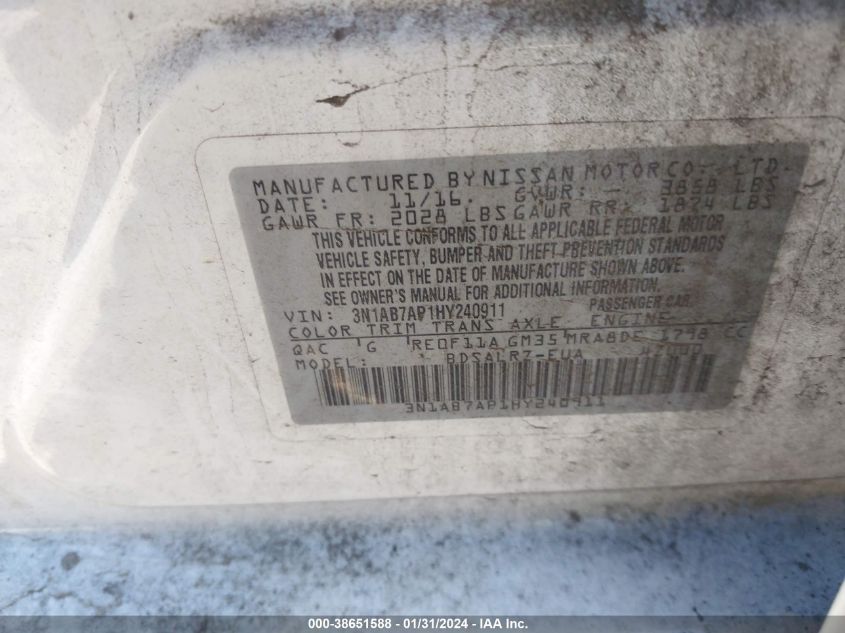 MANUFACTURED BY NISSAN MOTOR CO., LTD.
DATE: 11/16. GVWR: 3858 LBS
GAWR FR: 2028 LBS GAWR RR: 1874 LBS
THIS VEHICLE CONFORMS TO ALL APPLICABLE FEDERAL MOTOR
VEHICLE SAFETY, BUMPER AND THEFT PREVENTION STANDARDS
IN EFFECT ON THE DATE OF MANUFACTURE SHOWN ABOVE.
SEE OWNER'S MANUAL FOR ADDITIONAL INFORMATION.
VIN: 3N1AB7AP1HY240911 PASSENGER CAR
COLOR TRIM TRANS AXLE ENGINE
QAC G RE0F11A GM35 MRA8DE 1798 CC
MODEL: BDSALRZ-EUA
3N1AB7AP1HY240911
000-38651588 - 01/31/2024 - IAA Inc.